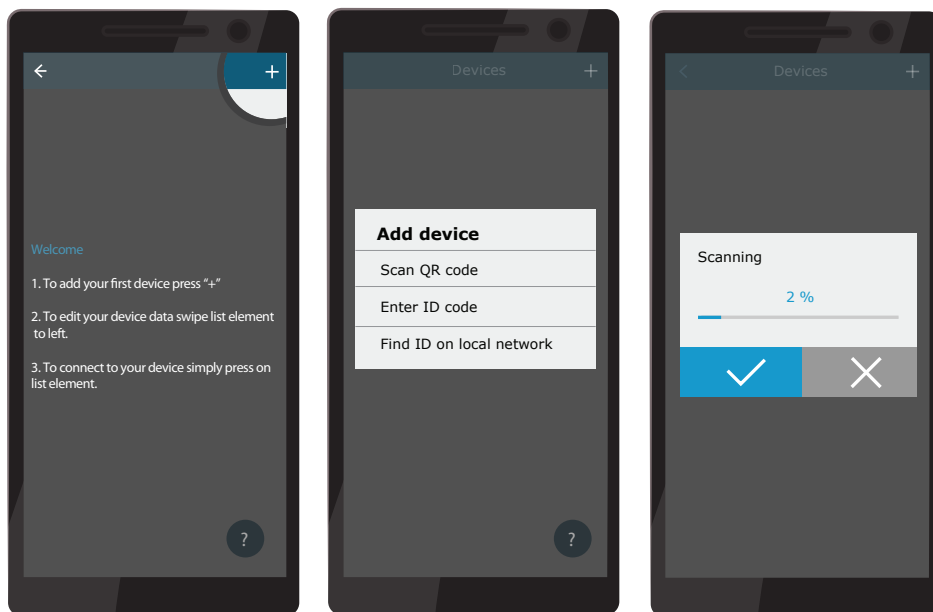 +
Welcome
1. To add your first device press “+”
2. To edit your device data swipe list element
to left.
3. To connect to your device simply press on
list element.
?
Devices +
Add device
Scan QR code
Enter ID code
Find ID on local network
?
Devices +
Scanning
2 %